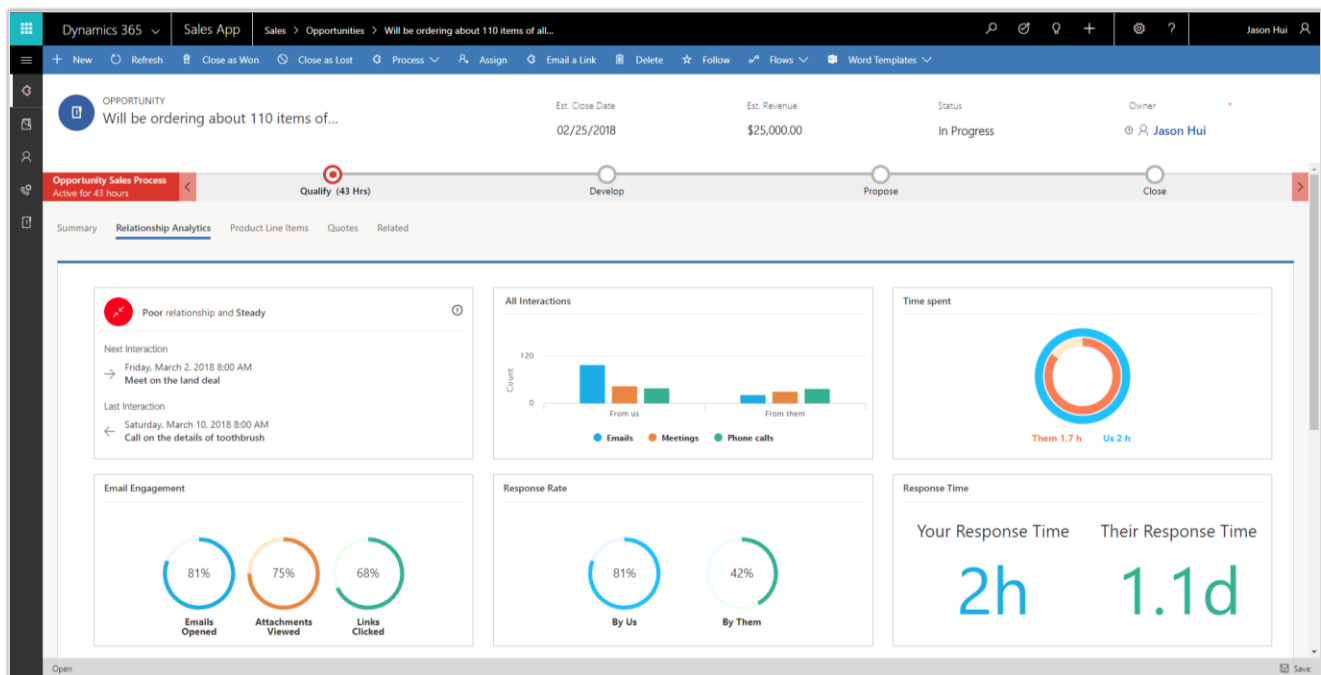 Dynamics 365 Sales App Sales > Opportunities > Will be ordering about 110 items of all... Jason Hui
New Refresh Close as Won Close as Lost Process Assign Email a Link Delete Follow Flows Word Templates
OPPORTUNITY
Will be ordering about 110 items of...
Est. Close Date
02/25/2018
Est. Revenue
$25,000.00
Status
In Progress
Owner *
Jason Hui
Opportunity Sales Process
Active for 43 hours
Qualify (43 Hrs) Develop Propose Close
Summary Relationship Analytics Product Line Items Quotes Related
Poor relationship and Steady
Next Interaction
Friday, March 2, 2018 8:00 AM
Meet on the land deal
Last Interaction
Saturday, March 10, 2018 8:00 AM
Call on the details of toothbrush
All Interactions
120
Count
0
From us From them
Emails Meetings Phone calls
Time spent
Them 1.7 h Us 2 h
Email Engagement
81% 75% 68%
Emails Opened
Attachments Viewed
Links Clicked
Response Rate
81% 42%
By Us By Them
Response Time
Your Response Time Their Response Time
2h 1.1d
Open Save